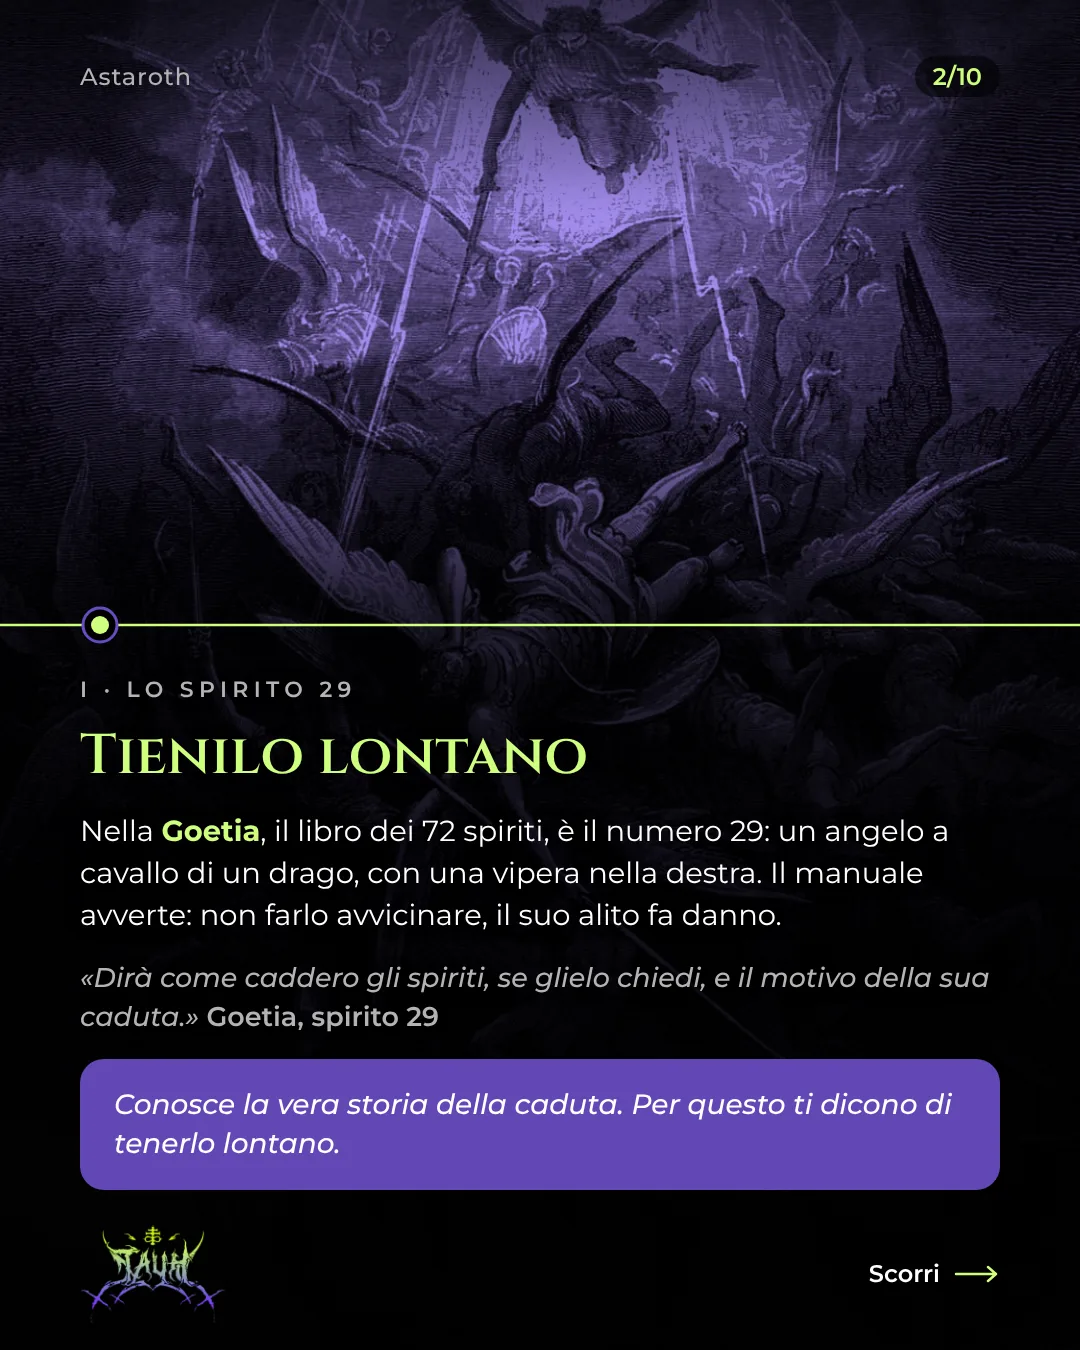 Astaroth
2/10
I · LO SPIRITO 29
Tienilo lontano
Nella Goetia, il libro dei 72 spiriti, è il numero 29: un angelo a
cavallo di un drago, con una vipera nella destra. Il manuale
avverte: non farlo avvicinare, il suo alito fa danno.
«Dirà come caddero gli spiriti, se glielo chiedi, e il motivo della sua
caduta.» Goetia, spirito 29
Conosce la vera storia della caduta. Per questo ti dicono di
tenerlo lontano.
Scorri